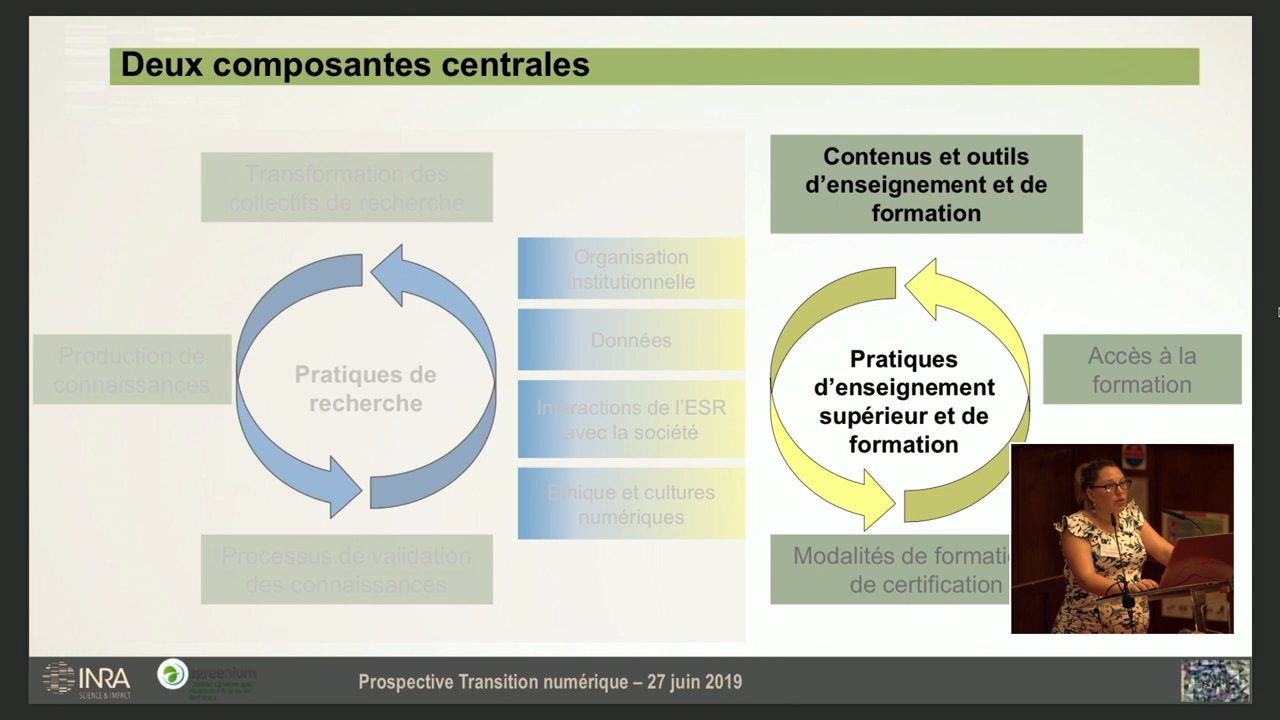 Deux composantes centrales
Transformation des
collectifs de recherche
Contenus et outils
d’enseignement et de
formation
Organisation
institutionnelle
Données
Interactions de l’ESR
avec la société
Ethique et cultures
numériques
Production de
connaissances
Pratiques de
recherche
Pratiques
d’enseignement
supérieur et de
formation
Accès à la
formation
Processus de validation
des connaissances
Modalités de
de certification
INRA
SCIENCE & IMPACT
agreenium
Prospective Transition numérique – 27 juin 2019